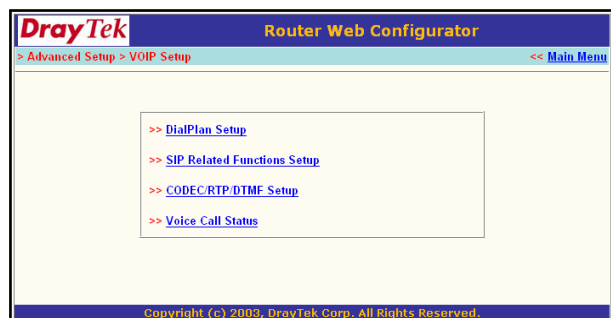 DrayTek Router Web Configurator
> Advanced Setup > VOIP Setup << Main Menu
>> DialPlan Setup
>> SIP Related Functions Setup
>> CODEC/RTP/DTMF Setup
>> Voice Call Status
Copyright (c) 2003, DrayTek Corp. All Rights Reserved.